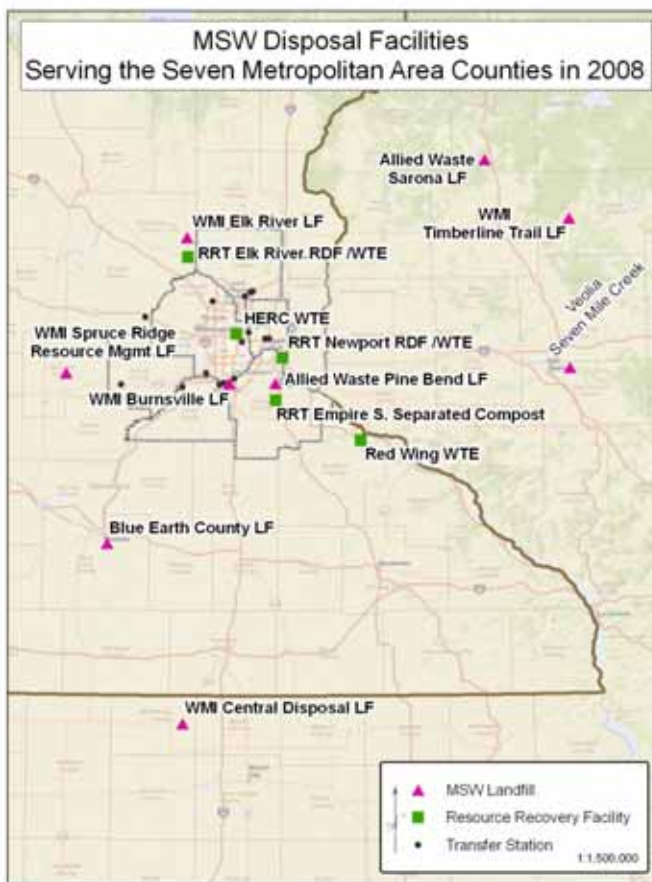 MSW Disposal Facilities
Serving the Seven Metropolitan Area Counties in 2008
Allied Waste
Sarona LF
WMI
Timberline Trail LF
WMI Elk River LF
RRT Elk River RDF /WTE
Veolia
Seven Mile Creek
HERC WTE
WMI Spruce Ridge
Resource Mgmt LF
RRT Newport RDF /WTE
WMI Burnsville LF
Allied Waste Pine Bend LF
RRT Empire S. Separated Compost
Red Wing WTE
Blue Earth County LF
WMI Central Disposal LF
MSW Landfill
Resource Recovery Facility
Transfer Station
1:1,500,000